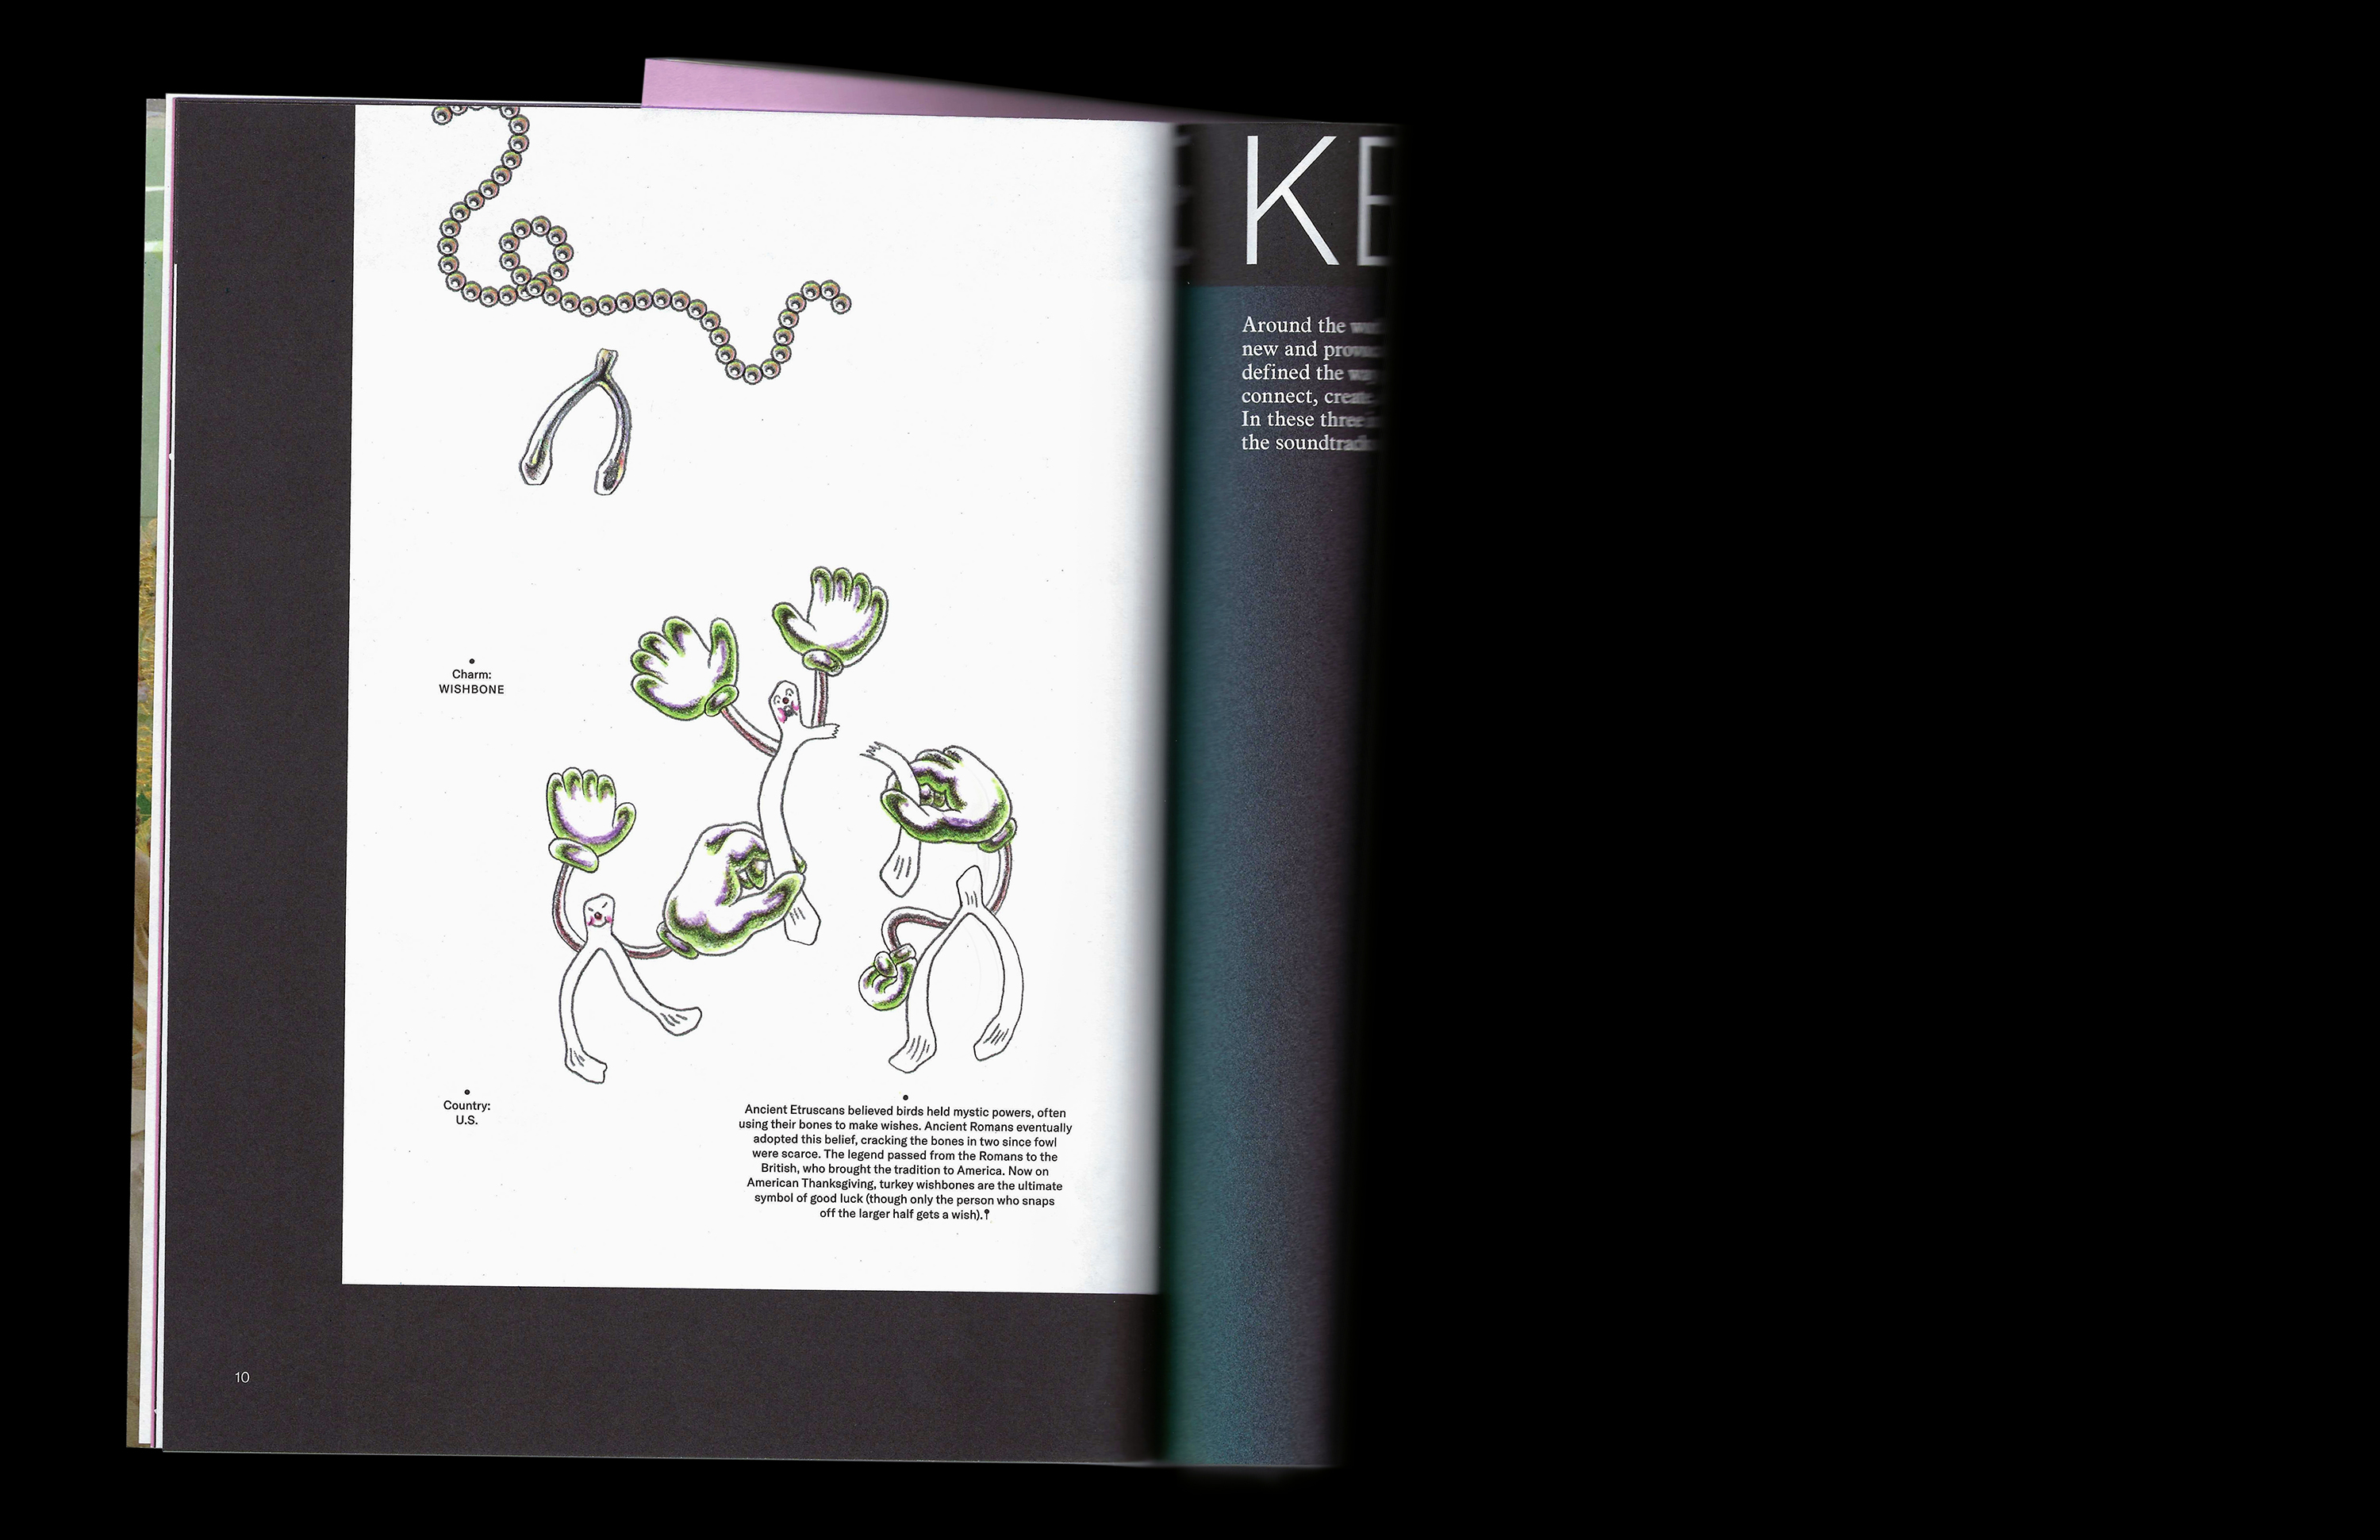 Charm:
WISHBONE
Country:
U.S.
Ancient Etruscans believed birds held mystic powers, often
using their bones to make wishes. Ancient Romans eventually
adopted this belief, cracking the bones in two since fowl
were scarce. The legend passed from the Romans to the
British, who brought the tradition to America. Now on
American Thanksgiving, turkey wishbones are the ultimate
symbol of good luck (though only the person who snaps
off the larger half gets a wish).
10
K
Around the
new and
defined the
connect, create,
In these three
the